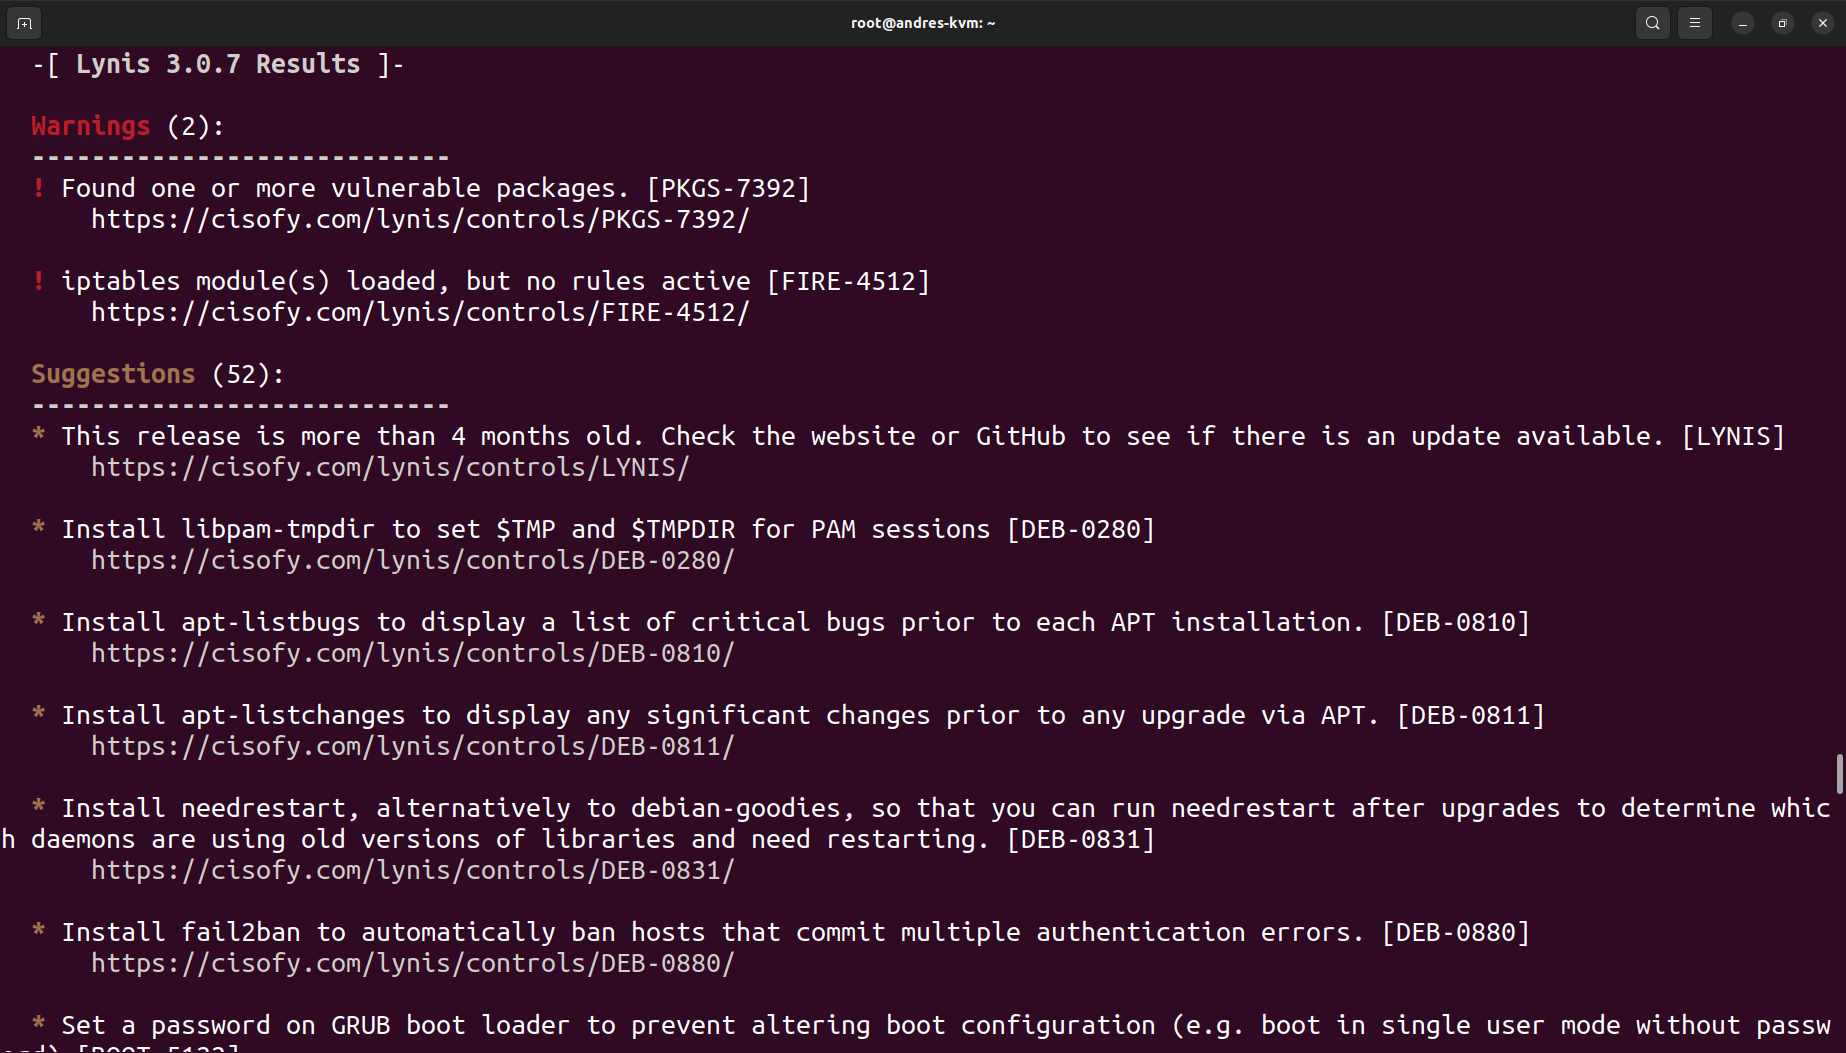 root@andres-kvm: ~
-[ Lynis 3.0.7 Results ]-
Warnings (2):
----------------------------
! Found one or more vulnerable packages. [PKGS-7392]
https://cisofy.com/lynis/controls/PKGS-7392/
! iptables module(s) loaded, but no rules active [FIRE-4512]
https://cisofy.com/lynis/controls/FIRE-4512/
Suggestions (52):
----------------------------
* This release is more than 4 months old. Check the website or GitHub to see if there is an update available. [LYNIS]
https://cisofy.com/lynis/controls/LYNIS/
* Install libpam-tmpdir to set $TMP and $TMPDIR for PAM sessions [DEB-0280]
https://cisofy.com/lynis/controls/DEB-0280/
* Install apt-listbugs to display a list of critical bugs prior to each APT installation. [DEB-0810]
https://cisofy.com/lynis/controls/DEB-0810/
* Install apt-listchanges to display any significant changes prior to any upgrade via APT. [DEB-0811]
https://cisofy.com/lynis/controls/DEB-0811/
* Install needrestart, alternatively to debian-goodies, so that you can run needrestart after upgrades to determine whic
h daemons are using old versions of libraries and need restarting. [DEB-0831]
https://cisofy.com/lynis/controls/DEB-0831/
* Install fail2ban to automatically ban hosts that commit multiple authentication errors. [DEB-0880]
https://cisofy.com/lynis/controls/DEB-0880/
* Set a password on GRUB boot loader to prevent altering boot configuration (e.g. boot in single user mode without passw
ord) [BOOT-5122]